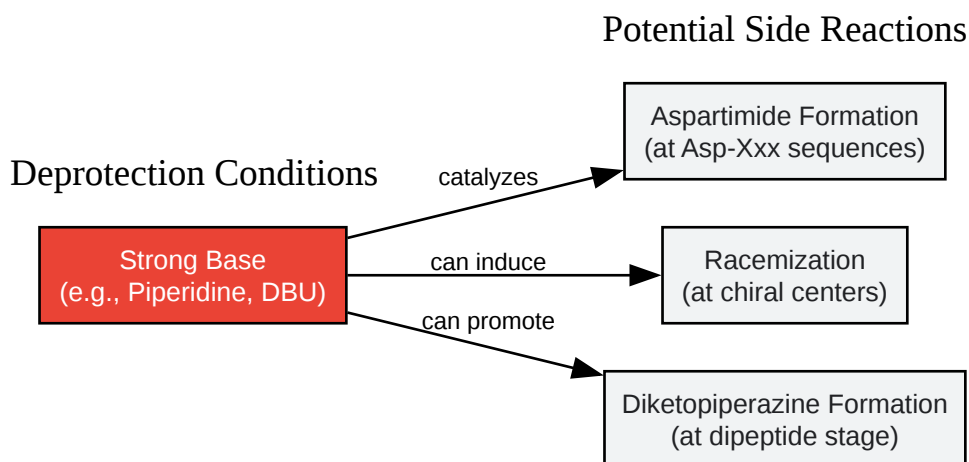 Potential Side Reactions
Aspartimide Formation
(at Asp-Xxx sequences)
Deprotection Conditions
catalyzes
Strong Base
(e.g., Piperidine, DBU)
can induce
Racemization
(at chiral centers)
can promote
Diketopiperazine Formation
(at dipeptide stage)